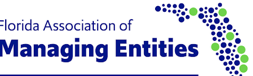 Florida Association of
Managing Entities